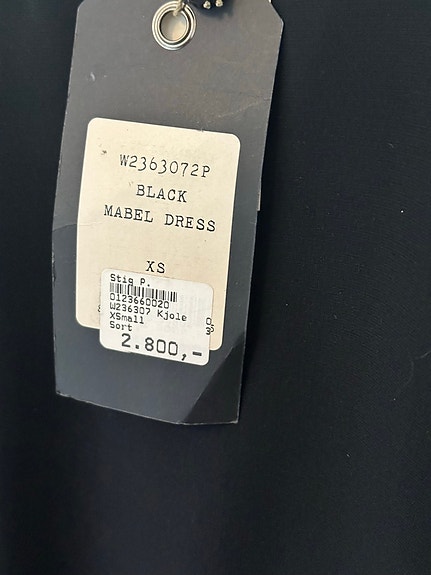 W2363072P
BLACK
MABEL DRESS
XS
Stig P.
0123660020
W236307 Kjole
XSmall
Sort
2.800,-